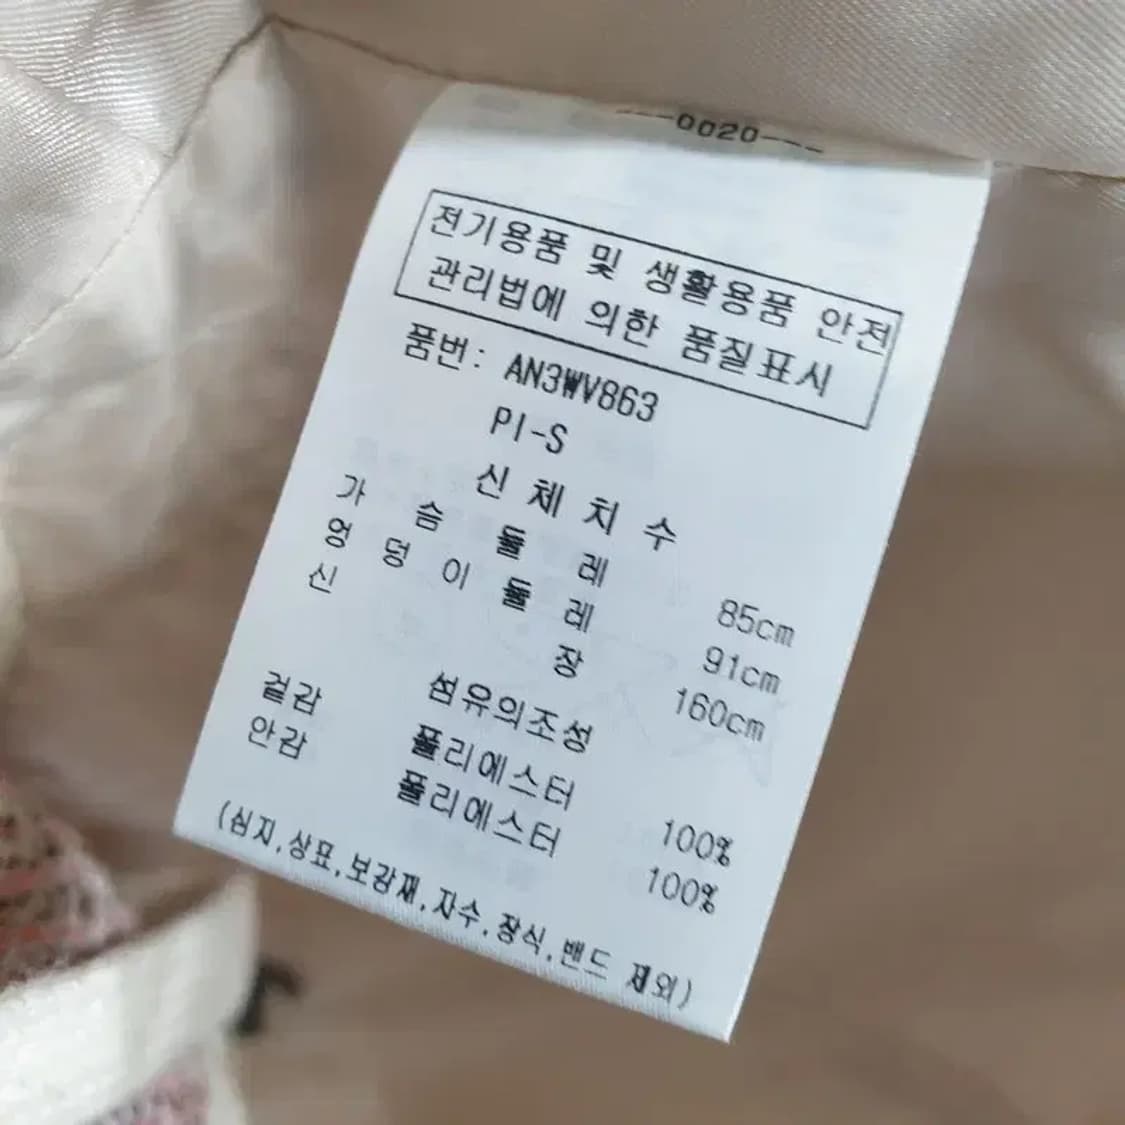 ---0020---
전기용품 및 생활용품 안전
관리법에 의한 품질표시
품번: AN3WV863
PI-S
신체치수
가슴둘레 85cm
엉덩이둘레 91cm
신장 160cm
섬유의조성
겉감 폴리에스터 100%
안감 폴리에스터 100%
(심지,상표,보강재,자수,장식,밴드 제외)